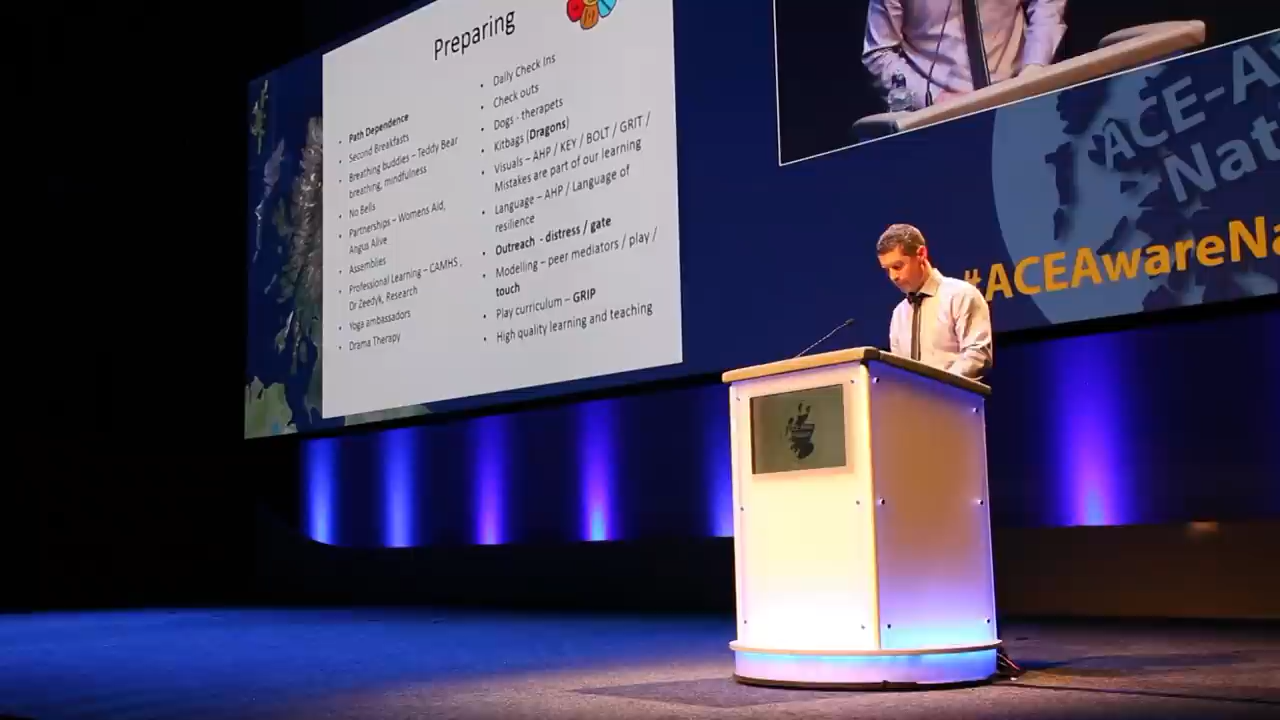 Preparing
• Path Dependence
• Second Breakfasts
• Breathing buddies – Teddy Bear
breathing, mindfulness
• No Bells
• Partnerships – Womens Aid,
Angus Alive
• Assemblies
• Professional Learning – CAMHS ,
Dr Zeedyk, Research
• Yoga ambassadors
• Drama Therapy
• Daily Check Ins
• Check outs
• Dogs - therapets
• Kitbags (Dragons)
• Visuals – AHP / KEY / BOLT / GRIT /
Mistakes are part of our learning
• Language – AHP / Language of
resilience
• Outreach - distress / gate
• Modelling – peer mediators / play /
touch
• Play curriculum – GRIP
• High quality learning and teaching
ACE-A
Nat
#ACEAwareNa